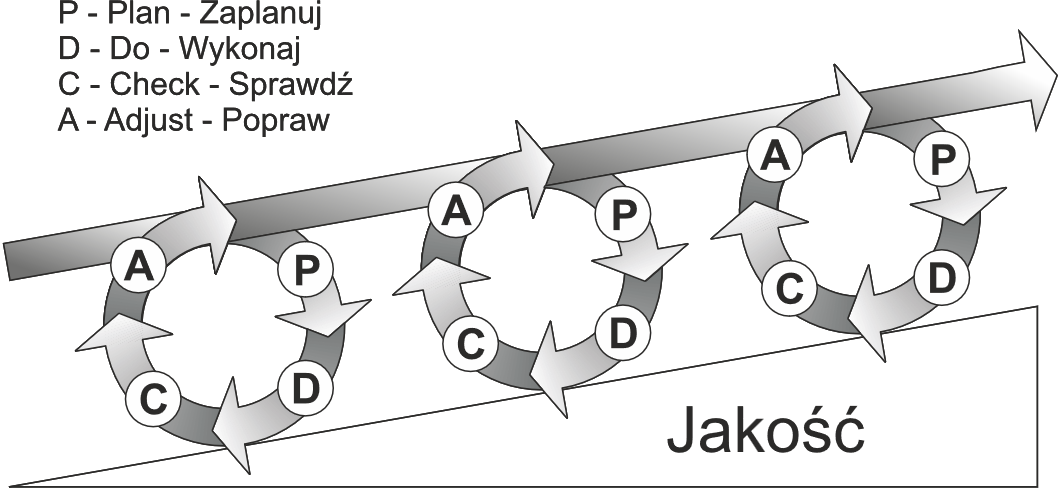 P - Plan - Zaplanuj
D - Do - Wykonaj
C - Check - Sprawdź
A - Adjust - Popraw
A
P
D
C
A
P
D
C
A
P
D
C
Jakość